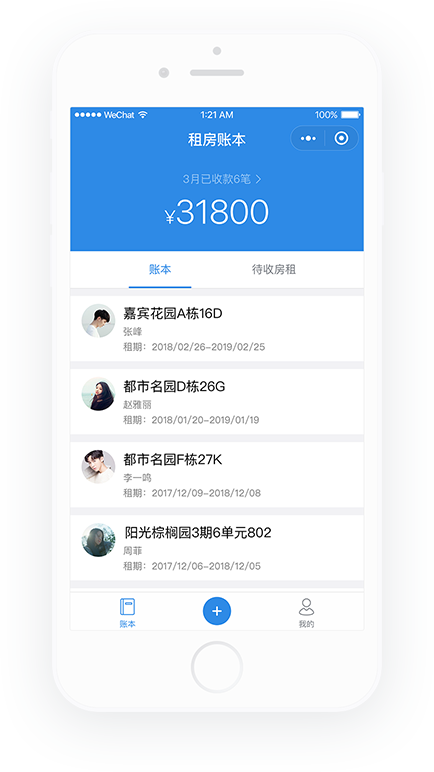 WeChat
1:21 AM
100%
租房账本
3月已收款6笔
¥31800
账本
待收房租
嘉宾花园A栋16D
张峰
租期：2018/02/26-2019/02/25
都市名园D栋26G
赵雅丽
租期：2018/01/20-2019/01/19
都市名园F栋27K
李一鸣
租期：2017/12/09-2018/12/08
阳光棕榈园3期6单元802
周菲
租期：2017/12/06-2018/12/05
账本
我的